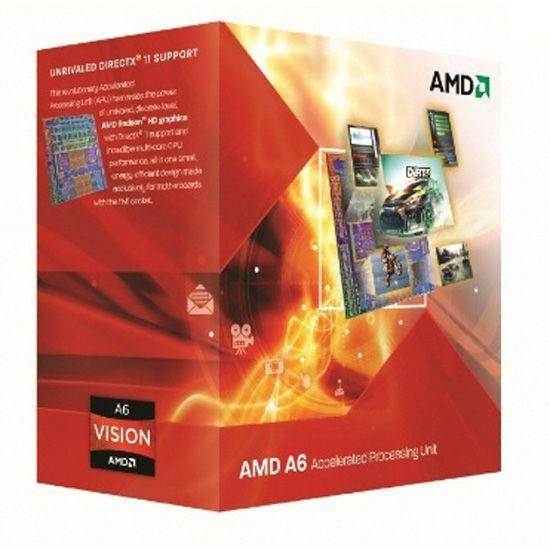 UNRIVALED DIRECTX® 11 SUPPORT
This revolutionary Accelerated
Processing Unit (APU) harnesses the power
of unrivaled, discrete-level,
AMD Radeon™ HD graphics
with DirectX® 11 support and
incredible multi-core CPU
performance, all in one small,
energy-efficient design made
exclusively for motherboards
with the FM1 socket.
AMD
DiRT3
A6
VISION
AMD
AMD A6 Accelerated Processing Unit